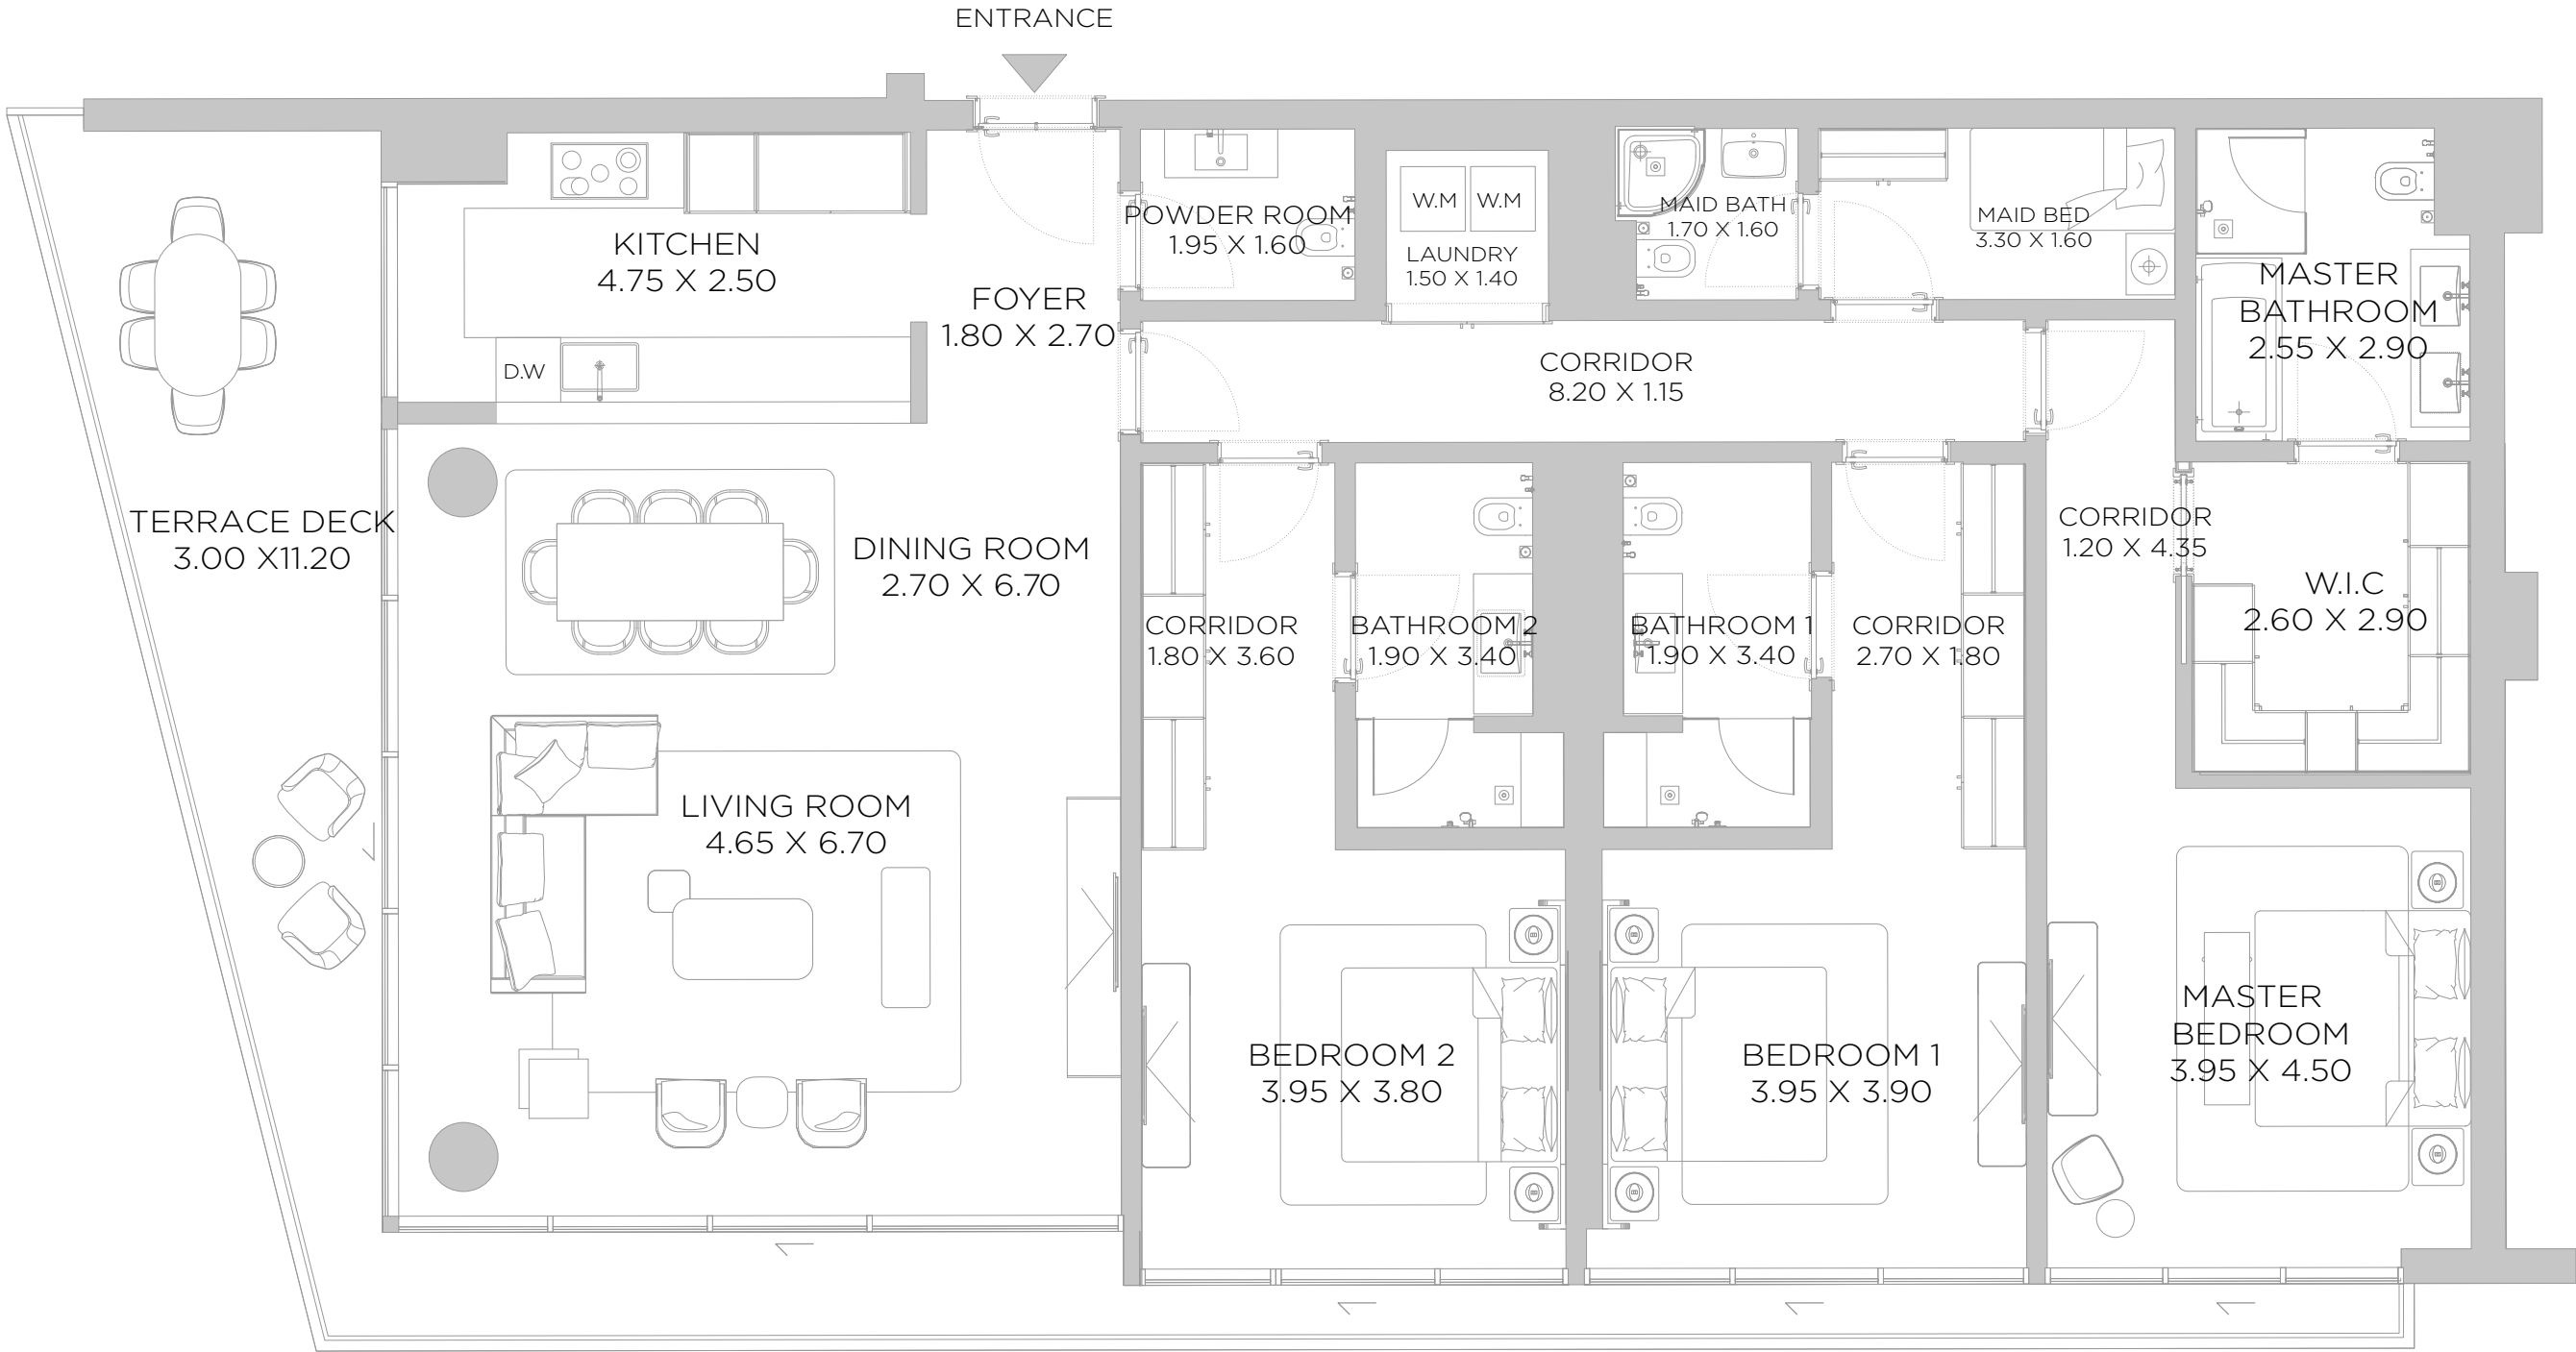 ENTRANCE
KITCHEN
4.75 X 2.50
D.W
FOYER
1.80 X 2.70
POWDER ROOM
1.95 X 1.60
W.M
W.M
LAUNDRY
1.50 X 1.40
MAID BATH
1.70 X 1.60
MAID BED
3.30 X 1.60
MASTER
BATHROOM
2.55 X 2.90
CORRIDOR
8.20 X 1.15
TERRACE DECK
3.00 X11.20
DINING ROOM
2.70 X 6.70
CORRIDOR
1.80 X 3.60
BATHROOM 2
1.90 X 3.40
BATHROOM 1
1.90 X 3.40
CORRIDOR
2.70 X 1.80
CORRIDOR
1.20 X 4.35
W.I.C
2.60 X 2.90
LIVING ROOM
4.65 X 6.70
BEDROOM 2
3.95 X 3.80
BEDROOM 1
3.95 X 3.90
MASTER
BEDROOM
3.95 X 4.50